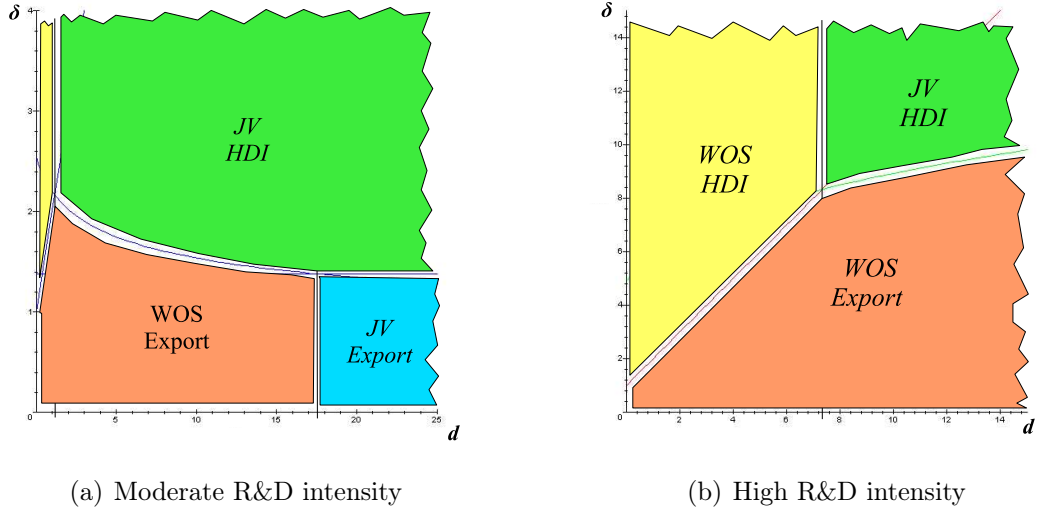 δ
4
3
2
1
0
5
10
15
20
25
d
JV
HDI
WOS
Export
JV
Export
(a) Moderate R&D intensity
δ
14
12
10
8
6
4
2
0
2
4
6
8
10
12
14
d
WOS
HDI
JV
HDI
WOS
Export
(b) High R&D intensity